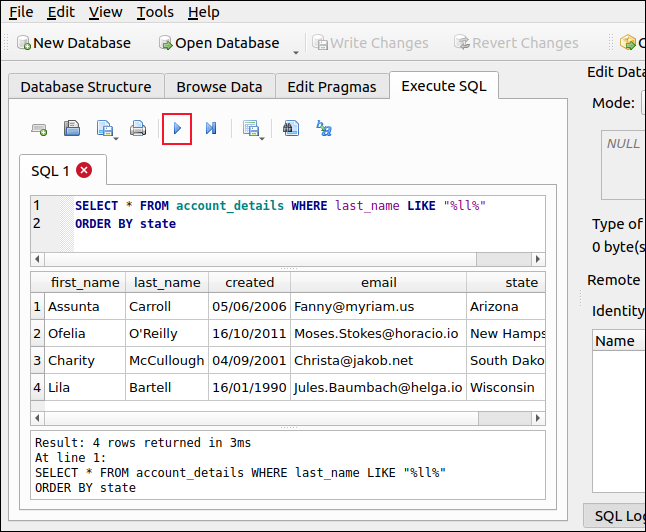 File Edit View Tools Help
New Database Open Database Write Changes Revert Changes
Database Structure Browse Data Edit Pragmas Execute SQL
Edit Data
Mode:
NULL
SQL 1
1 SELECT * FROM account_details WHERE last_name LIKE "%ll%"
2 ORDER BY state
Type of
0 byte(s
first_name last_name created email state
1 Assunta Carroll 05/06/2006 Fanny@myriam.us Arizona
2 Ofelia O'Reilly 16/10/2011 Moses.Stokes@horacio.io New Hamps
3 Charity McCullough 04/09/2001 Christa@jakob.net South Dako
4 Lila Bartell 16/01/1990 Jules.Baumbach@helga.io Wisconsin
Remote
Identity
Name
Result: 4 rows returned in 3ms
At line 1:
SELECT * FROM account_details WHERE last_name LIKE "%ll%"
ORDER BY state
SQL Log